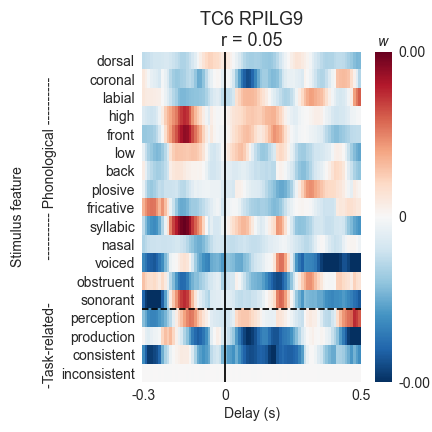 TC6 RPILG9
r = 0.05
w
dorsal
coronal
labial
high
front
low
back
plosive
fricative
syllabic
nasal
voiced
obstruent
sonorant
perception
production
consistent
inconsistent
Stimulus feature
---------- Phonological ----------
-Task-related-
0.00
0
-0.00
-0.3
0
0.5
Delay (s)